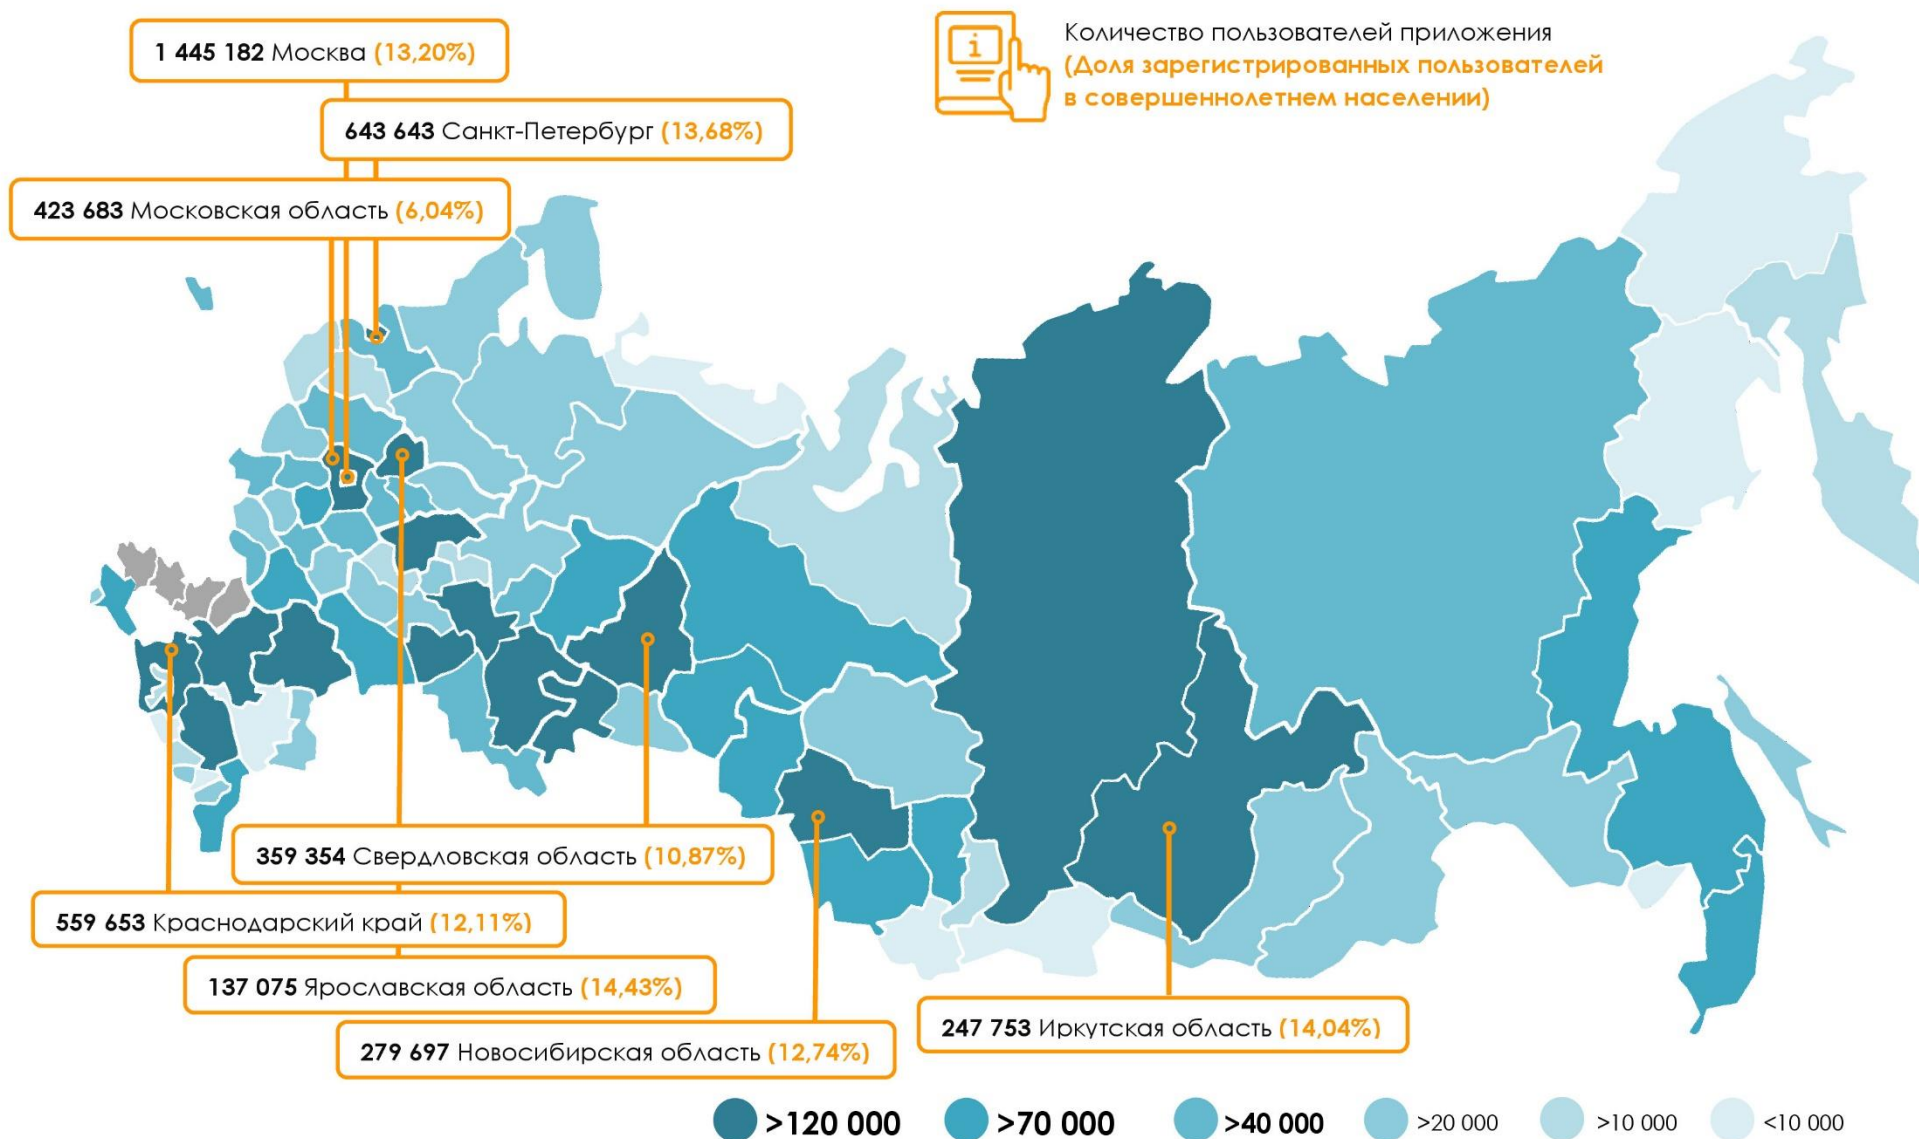 1 445 182 Москва (13,20%)
Количество пользователей приложения
(Доля зарегистрированных пользователей
в совершеннолетнем населении)
643 643 Санкт-Петербург (13,68%)
423 683 Московская область (6,04%)
359 354 Свердловская область (10,87%)
559 653 Краснодарский край (12,11%)
137 075 Ярославская область (14,43%)
247 753 Иркутская область (14,04%)
279 697 Новосибирская область (12,74%)
>120 000 >70 000 >40 000 >20 000 >10 000 <10 000